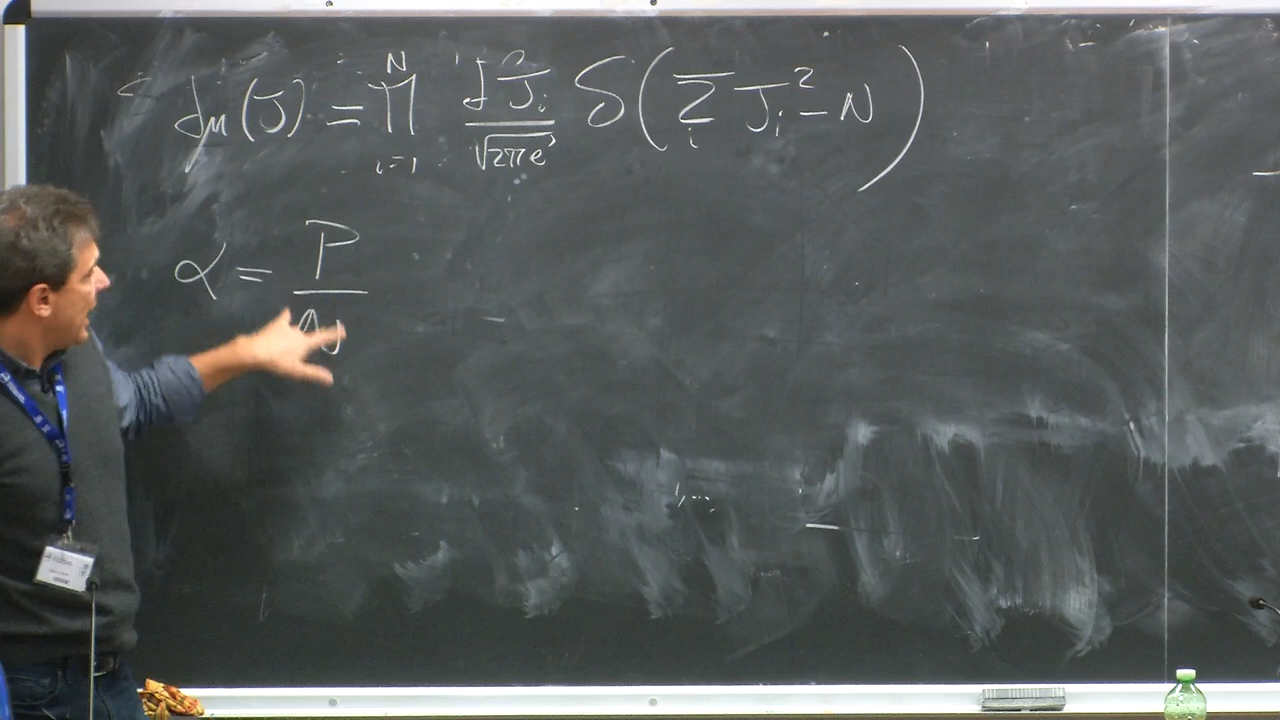 dμ(J) = ∏_{i=1}^{N} dJ_i / √(2πe) δ(∑_i J_i² − N)
α = P / N